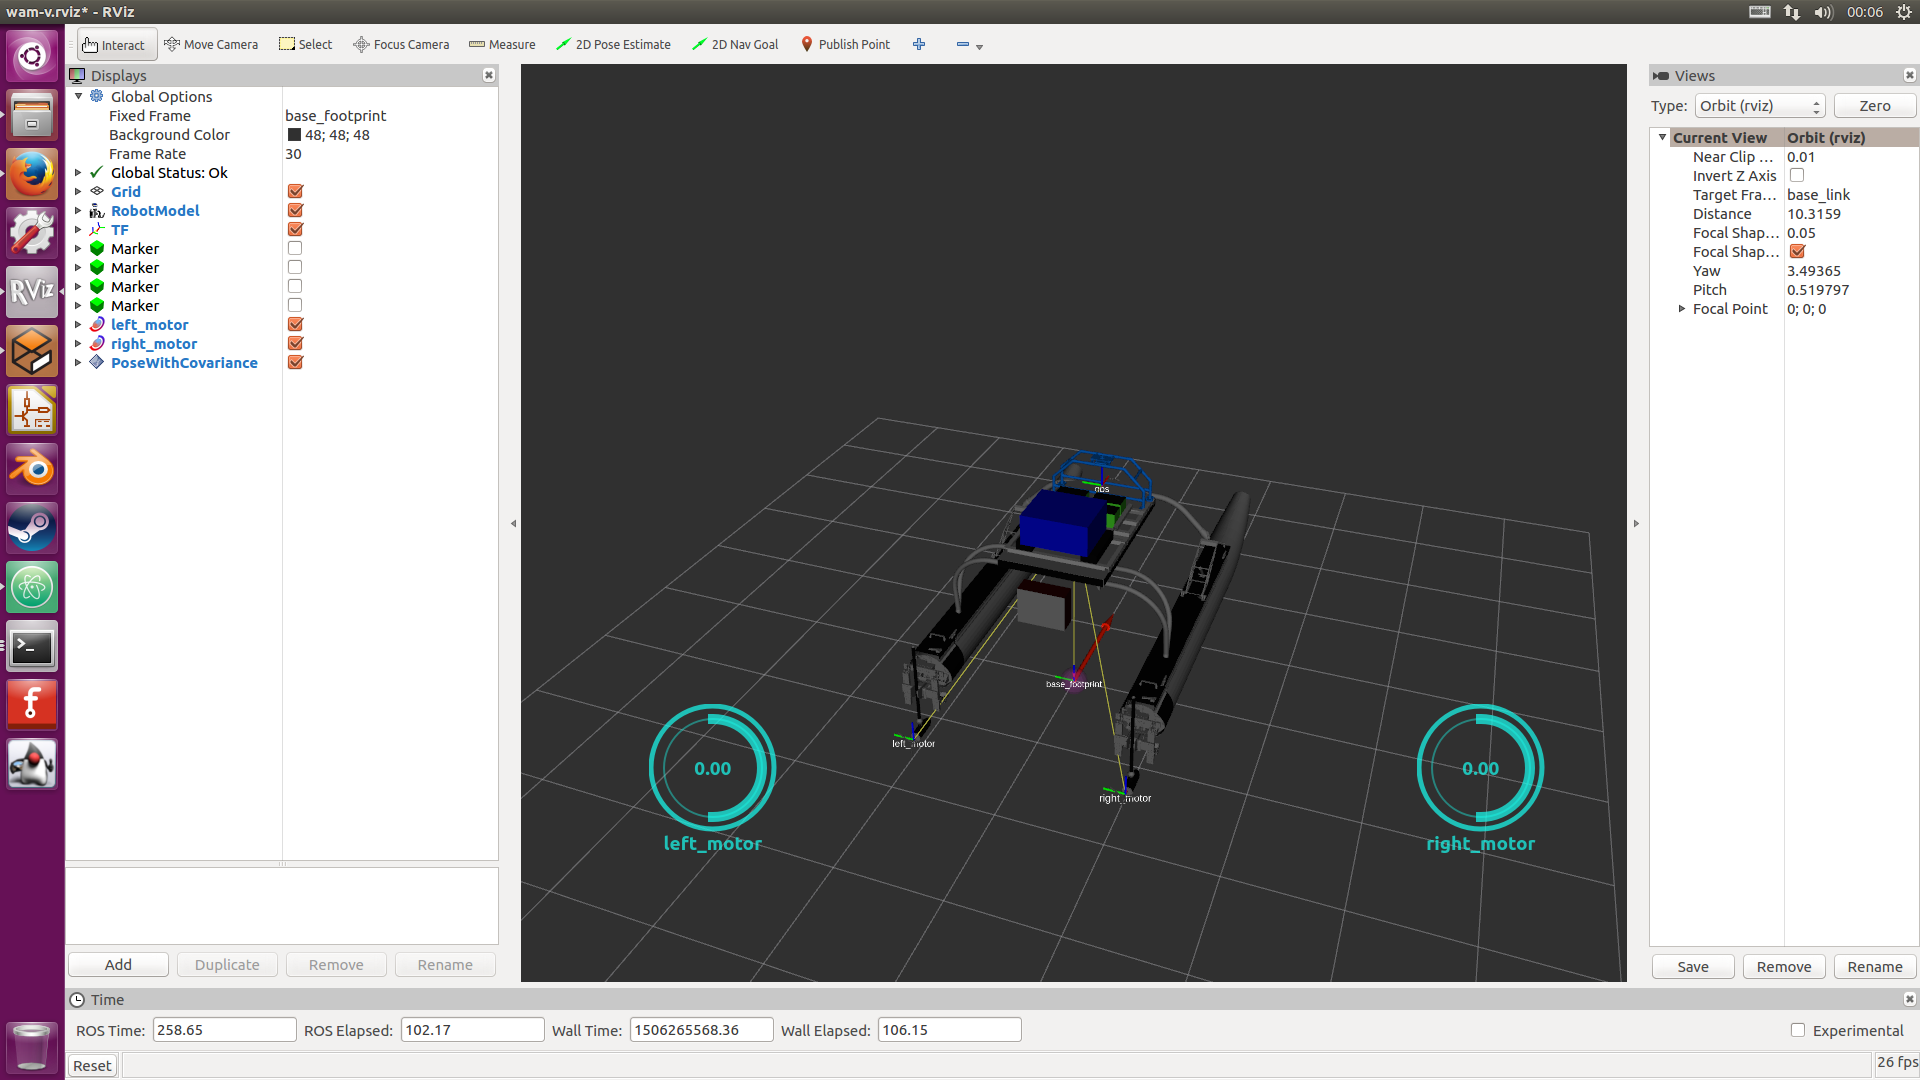 wam-v.rviz* - RViz
00:06
Interact
Move Camera
Select
Focus Camera
Measure
2D Pose Estimate
2D Nav Goal
Publish Point
Displays
Global Options
Fixed Frame base_footprint
Background Color 48; 48; 48
Frame Rate 30
Global Status: Ok
Grid
RobotModel
TF
Marker
Marker
Marker
Marker
left_motor
right_motor
PoseWithCovariance
Add
Duplicate
Remove
Rename
RViz
gps
base_footprint
left_motor
right_motor
0.00
left_motor
0.00
right_motor
Views
Type: Orbit (rviz) Zero
Current View Orbit (rviz)
Near Clip ... 0.01
Invert Z Axis
Target Fra... base_link
Distance 10.3159
Focal Shap... 0.05
Focal Shap...
Yaw 3.49365
Pitch 0.519797
Focal Point 0; 0; 0
Save
Remove
Rename
Time
ROS Time: 258.65 ROS Elapsed: 102.17 Wall Time: 1506265568.36 Wall Elapsed: 106.15 Experimental
Reset
26 fps